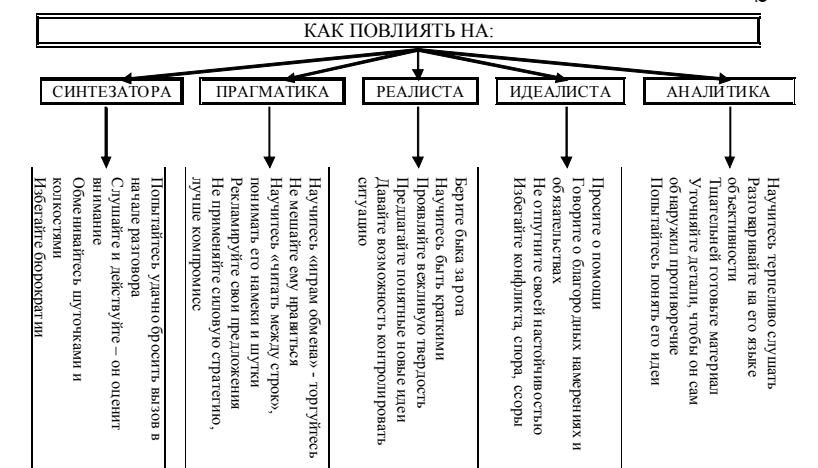 КАК ПОВЛИЯТЬ НА:
СИНТЕЗАТОРА
ПРАГМАТИКА
РЕАЛИСТА
ИДЕАЛИСТА
АНАЛИТИКА
Попытайтесь удачно бросить вызов в
начале разговора
Слушайте и действуйте – он оценит
внимание
Обменивайтесь шуточками и
колкостями
Избегайте бюрократии
Научитесь «играм обмена» - торгуйтесь
Не мешайте ему нравиться
Научитесь «читать между строк»,
понимать его намеки и шутки
Рекламируйте свои предложения
Не применяйте силовую стратегию,
лучше компромисс
Берите быка за рога
Научитесь быть краткими
Проявляйте вежливую твердость
Предлагайте понятные новые идеи
Давайте возможность контролировать
ситуацию
Просите о помощи
Говорите о благородных намерениях и
обязательствах
Не отпугните своей настойчивостью
Избегайте конфликта, спора, ссоры
Научитесь терпеливо слушать
Разговаривайте на его языке
объективности
Тщательней готовьте материал
Уточняйте детали, чтобы он сам
обнаружил противоречие
Попытайтесь понять его идеи